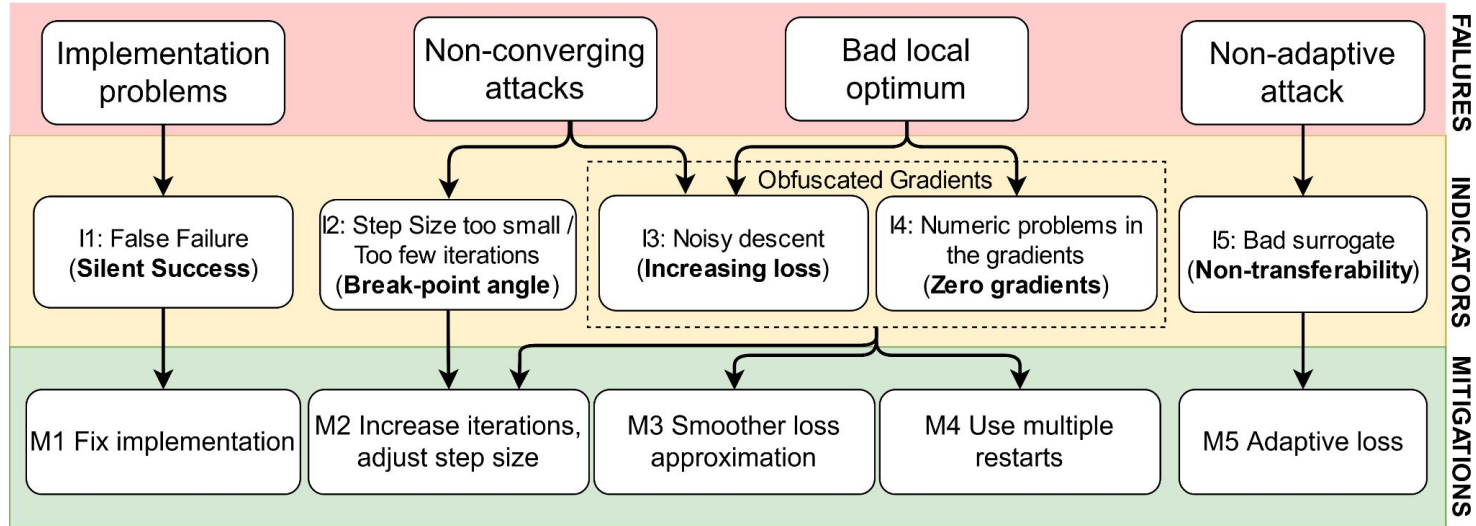 Implementation
problems
Non-converging
attacks
Bad local
optimum
Non-adaptive
attack
FAILURES
Obfuscated Gradients
I1: False Failure
(Silent Success)
I2: Step Size too small /
Too few iterations
(Break-point angle)
I3: Noisy descent
(Increasing loss)
I4: Numeric problems in
the gradients
(Zero gradients)
I5: Bad surrogate
(Non-transferability)
INDICATORS
M1 Fix implementation
M2 Increase iterations,
adjust step size
M3 Smoother loss
approximation
M4 Use multiple
restarts
M5 Adaptive loss
MITIGATIONS